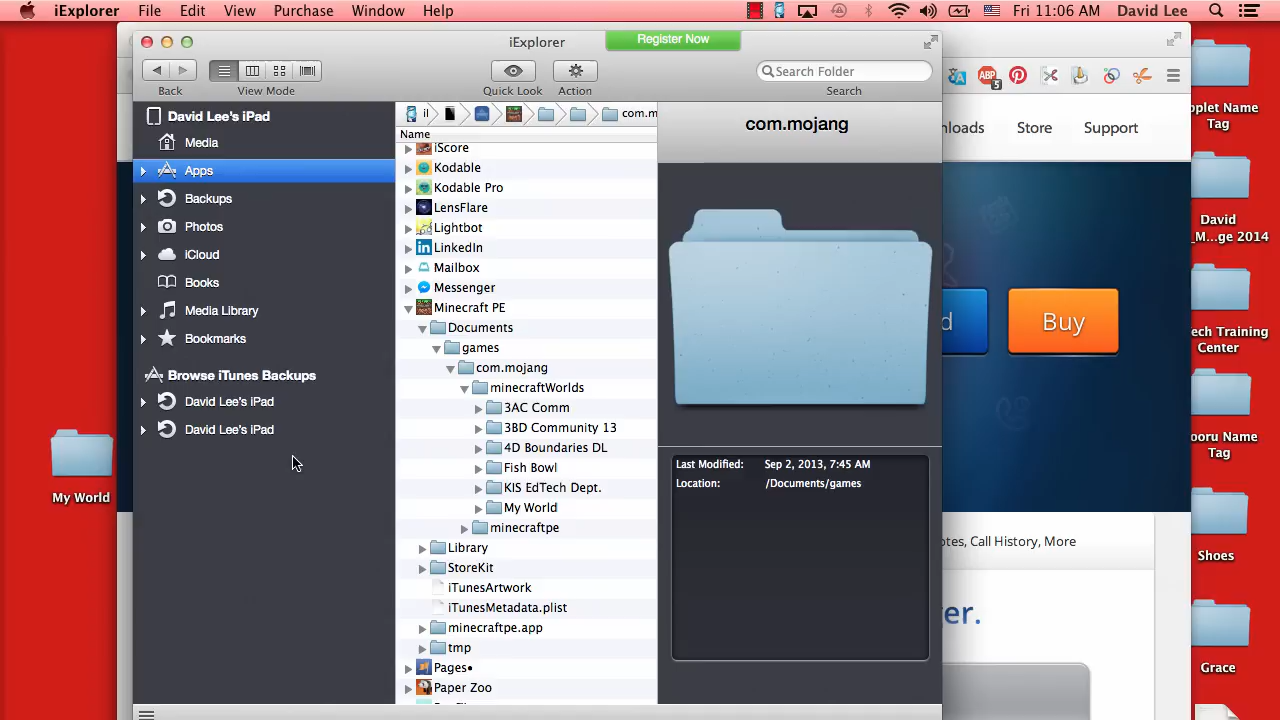 iExplorer File Edit View Purchase Window Help Fri 11:06 AM David Lee
iExplorer Register Now
Search Folder
ABP 5
Back View Mode Quick Look Action Search
David Lee's iPad
Media
Apps
Backups
Photos
iCloud
Books
Media Library
Bookmarks
Browse iTunes Backups
David Lee's iPad
David Lee's iPad
com.m
Name
iScore
Kodable
Kodable Pro
LensFlare
Lightbot
LinkedIn
Mailbox
Messenger
Minecraft PE
Documents
games
com.mojang
minecraftWorlds
3AC Comm
3BD Community 13
4D Boundaries DL
Fish Bowl
KIS EdTech Dept.
My World
minecraftpe
Library
StoreKit
iTunesArtwork
iTunesMetadata.plist
minecraftpe.app
tmp
Pages•
Paper Zoo
com.mojang
Last Modified: Sep 2, 2013, 7:45 AM
Location: /Documents/games
nloads Store Support
d Buy
otes, Call History, More
er.
My World
pplet Name
Tag
David
_M...ge 2014
ech Training
Center
ooru Name
Tag
Shoes
Grace